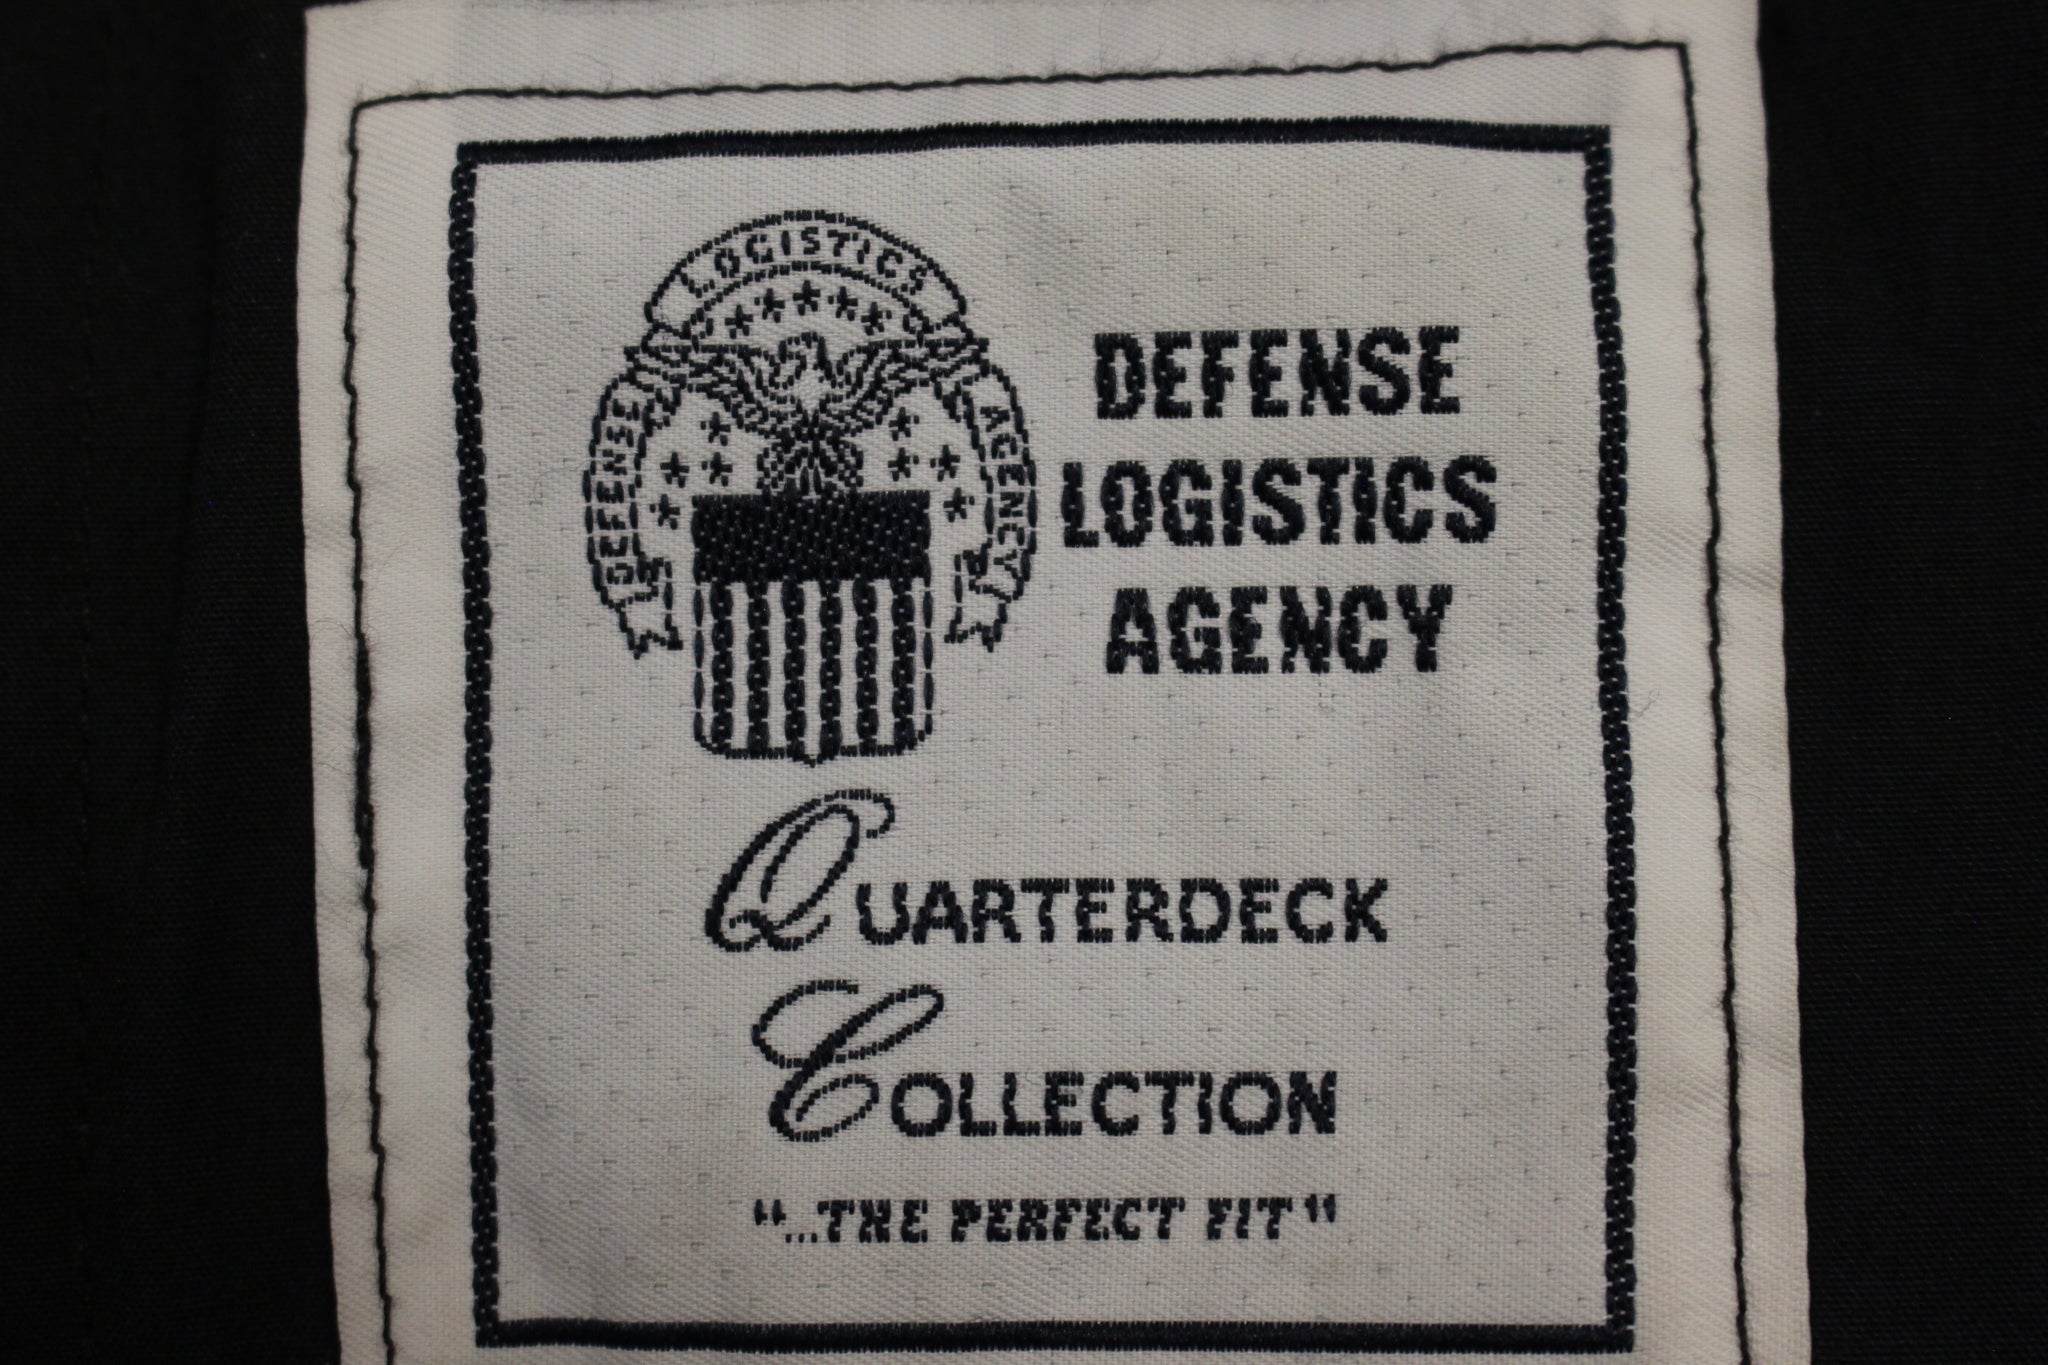 LOGISTICS
DEFENSE
AGENCY
DEFENSE
LOGISTICS
AGENCY
QUARTERDECK
COLLECTION
"...THE PERFECT FIT"